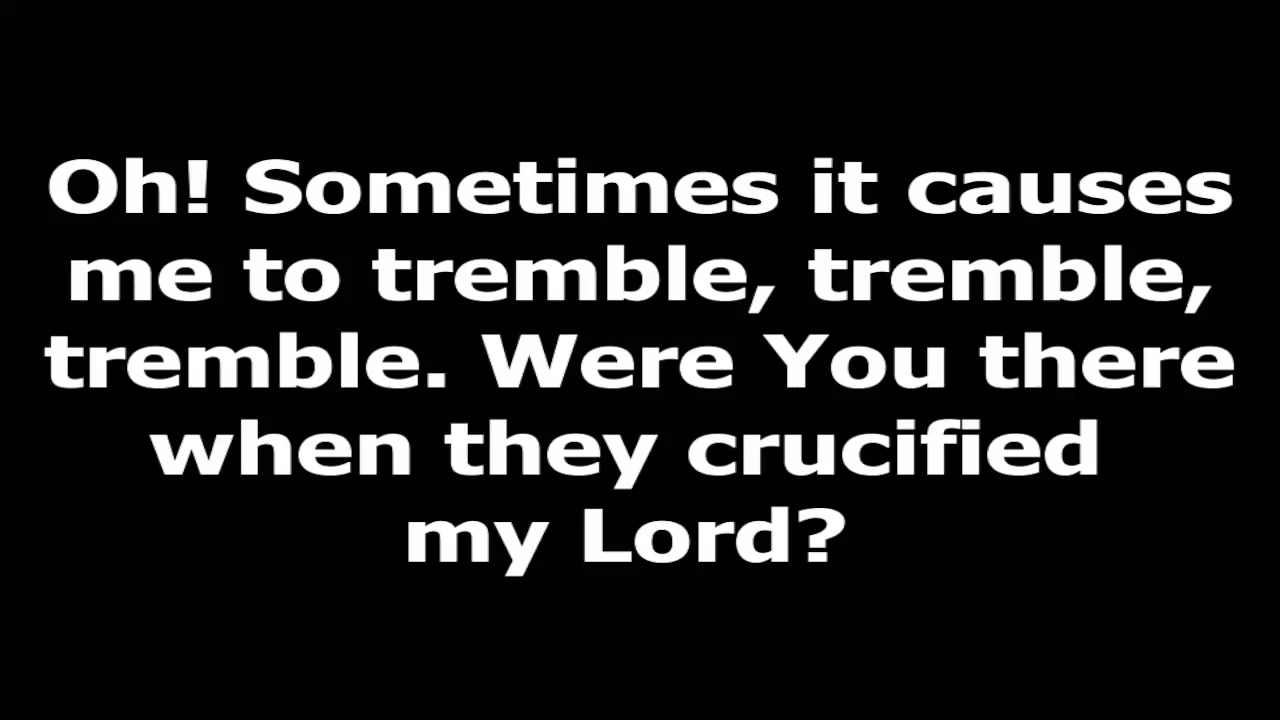 Oh! Sometimes it causes
me to tremble, tremble,
tremble. Were You there
when they crucified
my Lord?